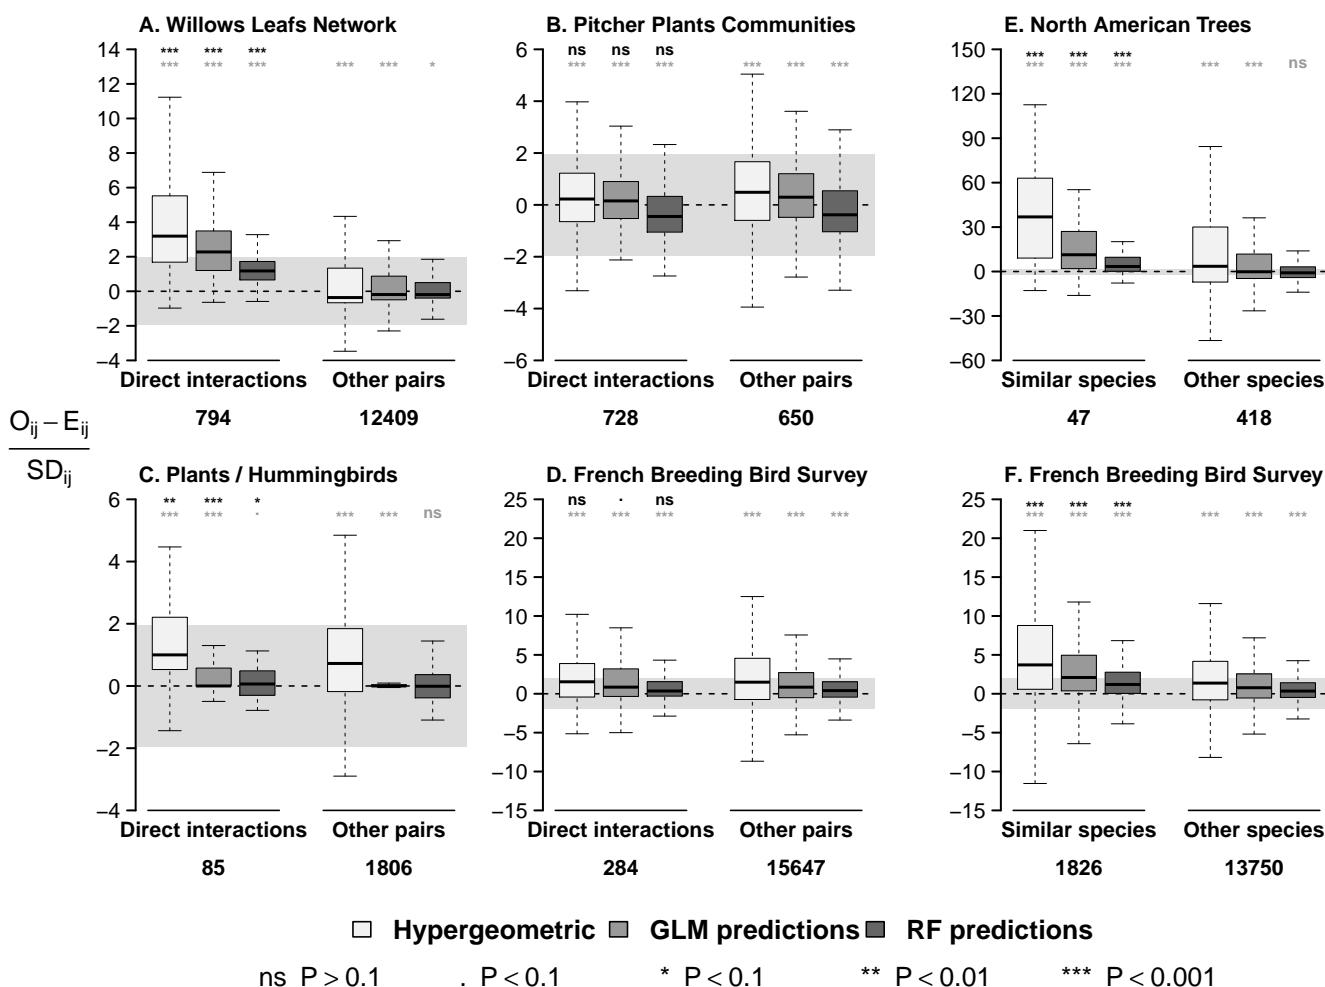 A. Willows Leafs Network
14
12
10
8
6
4
2
0
−2
−4
*** *** ***
*** *** *** *** *** *
Direct interactions Other pairs
794 12409
B. Pitcher Plants Communities
6
4
2
0
−2
−4
−6
ns ns ns
*** *** *** *** *** ***
Direct interactions Other pairs
728 650
E. North American Trees
150
120
90
60
30
0
−30
−60
*** *** ***
*** *** *** *** *** ns
Similar species Other species
47 418
O_ij − E_ij
SD_ij
C. Plants / Hummingbirds
6
4
2
0
−2
−4
** *** *
*** *** . *** *** ns
Direct interactions Other pairs
85 1806
D. French Breeding Bird Survey
25
20
15
10
5
0
−5
−10
−15
ns . ns
*** *** *** *** *** ***
Direct interactions Other pairs
284 15647
F. French Breeding Bird Survey
25
20
15
10
5
0
−5
−10
−15
*** *** ***
*** *** *** *** *** ***
Similar species Other species
1826 13750
Hypergeometric GLM predictions RF predictions
ns P > 0.1 . P < 0.1 * P < 0.1 ** P < 0.01 *** P < 0.001